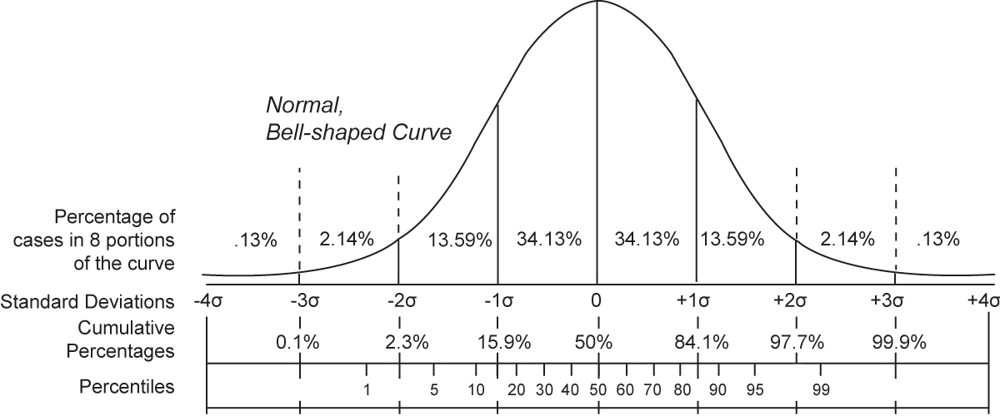 Normal,
Bell-shaped Curve
Percentage of
cases in 8 portions
of the curve
.13% 2.14% 13.59% 34.13% 34.13% 13.59% 2.14% .13%
Standard Deviations -4σ -3σ -2σ -1σ 0 +1σ +2σ +3σ +4σ
Cumulative
Percentages 0.1% 2.3% 15.9% 50% 84.1% 97.7% 99.9%
Percentiles 1 5 10 20 30 40 50 60 70 80 90 95 99